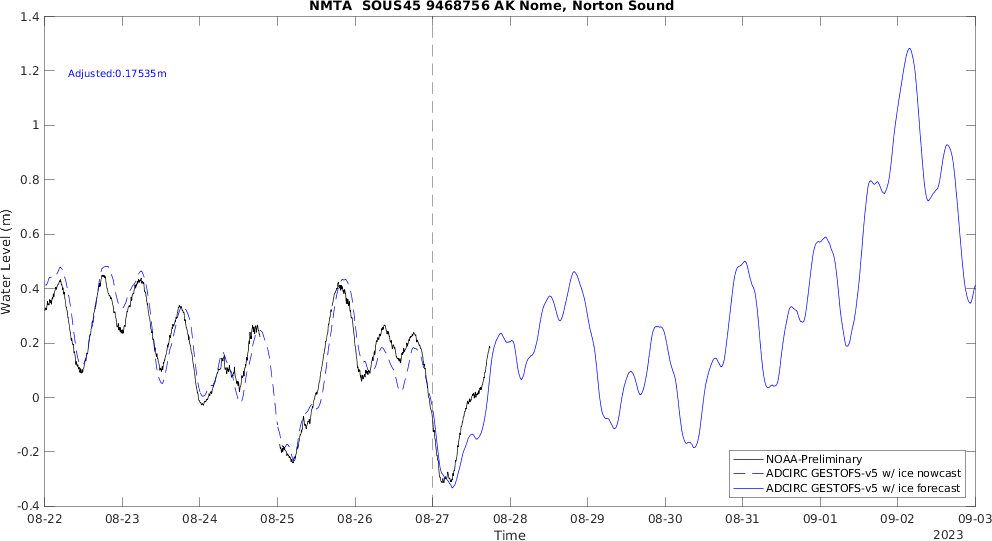 NMTA  SOUS45 9468756 AK Nome, Norton Sound
Adjusted:0.17535m
Water Level (m)
1.4
1.2
1
0.8
0.6
0.4
0.2
0
-0.2
-0.4
NOAA-Preliminary
ADCIRC GESTOFS-v5 w/ ice nowcast
ADCIRC GESTOFS-v5 w/ ice forecast
08-22 08-23 08-24 08-25 08-26 08-27 08-28 08-29 08-30 08-31 09-01 09-02 09-03
Time
2023